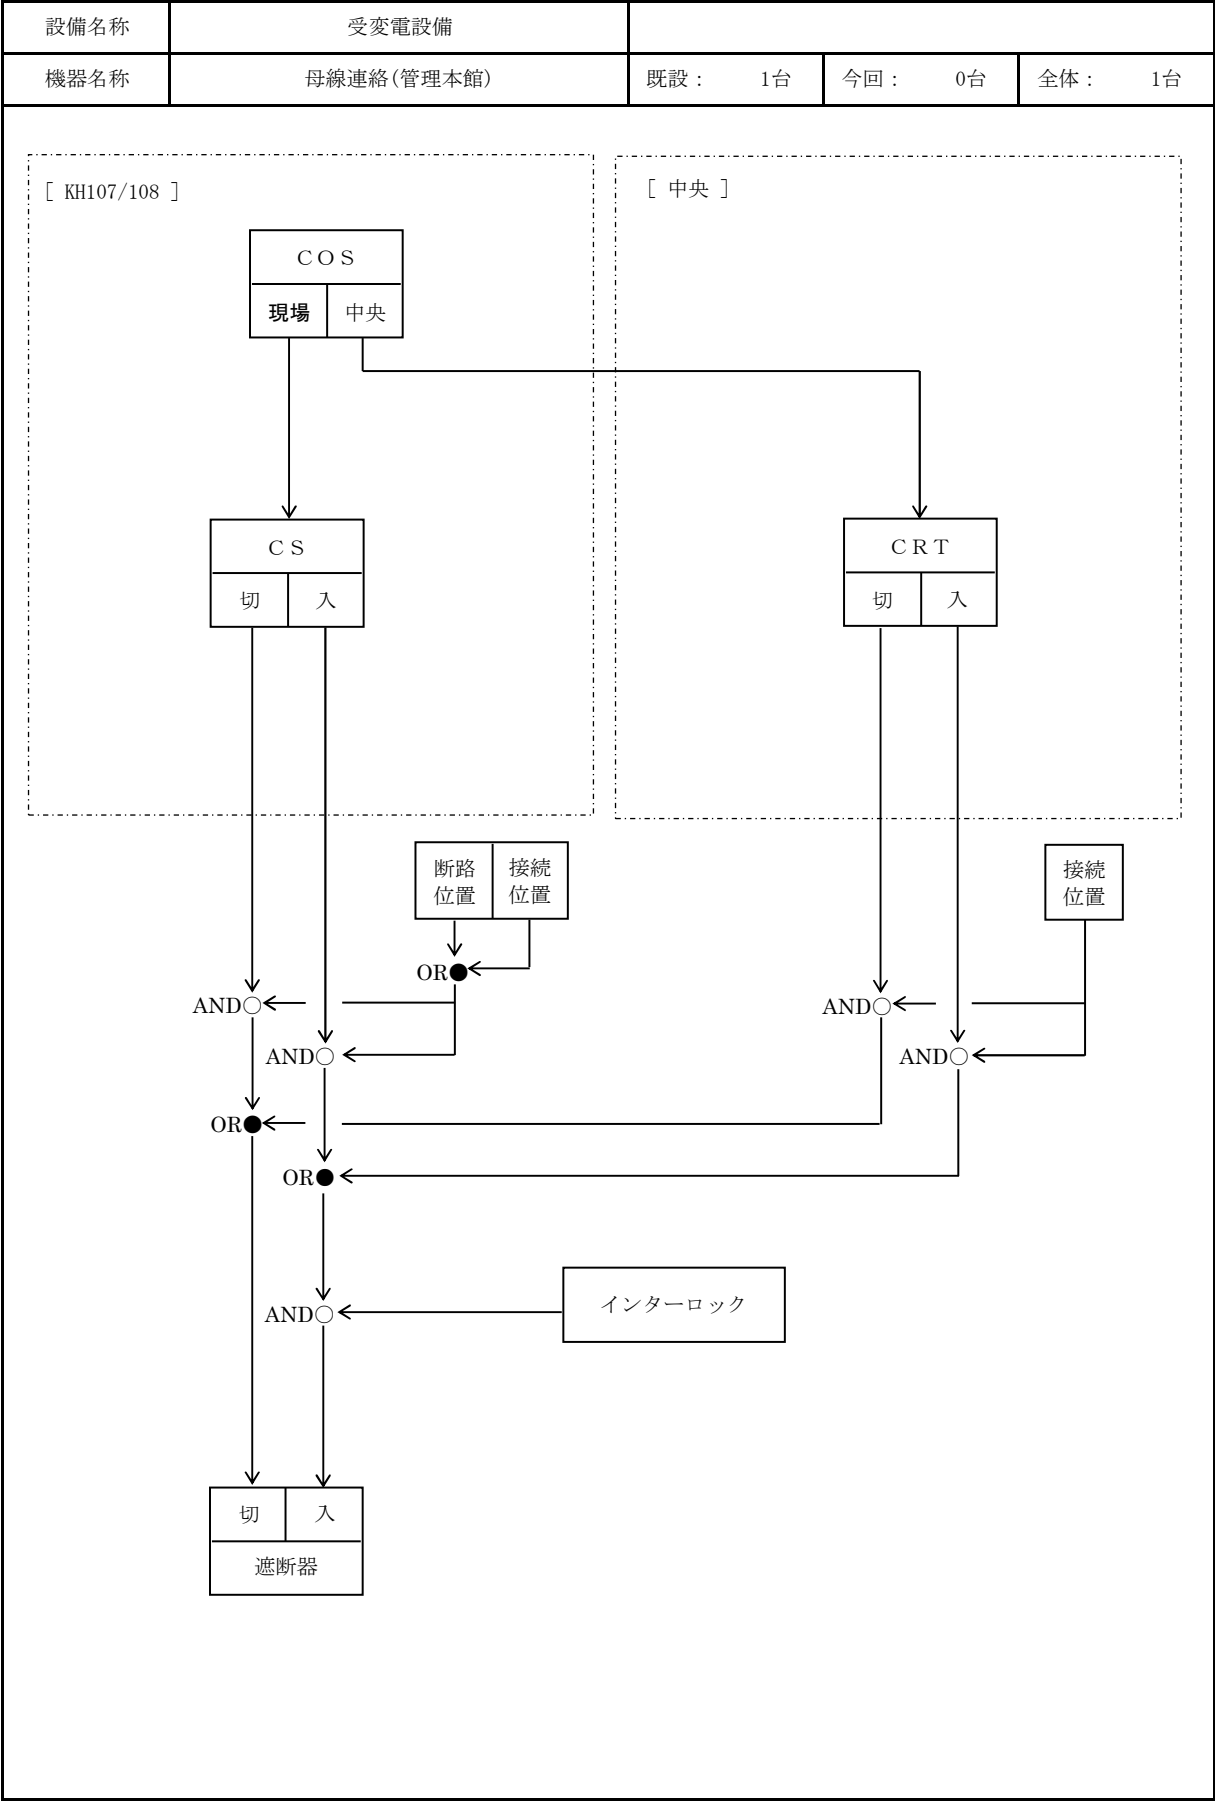 設備名称 受変電設備
機器名称 母線連絡(管理本館) 既設： 1台 今回： 0台 全体： 1台
[ KH107/108 ]
[ 中央 ]
ＣＯＳ
現場 中央
ＣＳ
切 入
ＣＲＴ
切 入
断路
位置
接続
位置
接続
位置
OR●
AND○
AND○
AND○
AND○
OR●
OR●
インターロック
AND○
切 入
遮断器